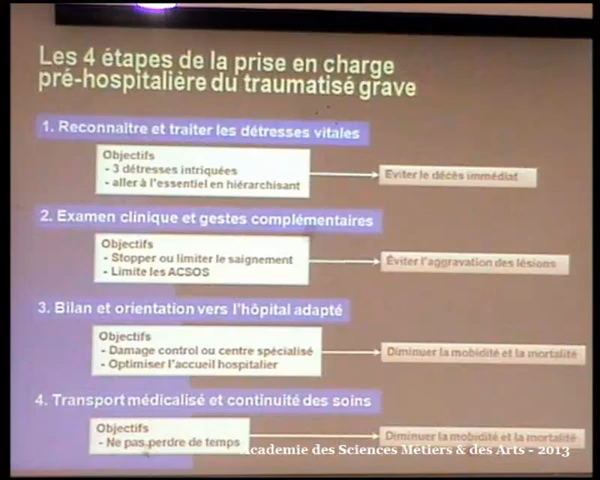 Les 4 étapes de la prise en charge
pré-hospitalière du traumatisé grave
1. Reconnaître et traiter les détresses vitales
Objectifs
- 3 détresses intriquées
- aller à l'essentiel en hiérarchisant
Eviter le décès immédiat
2. Examen clinique et gestes complémentaires
Objectifs
- Stopper ou limiter le saignement
- Limite les ACSOS
Éviter l'aggravation des lésions
3. Bilan et orientation vers l'hôpital adapté
Objectifs
- Damage control ou centre spécialisé
- Optimiser l'accueil hospitalier
Diminuer la mobidité et la mortalité
4. Transport médicalisé et continuité des soins
Objectifs
- Ne pas perdre de temps
Diminuer la mobidité et la mortalité
Academie des Sciences Metiers & des Arts - 2013